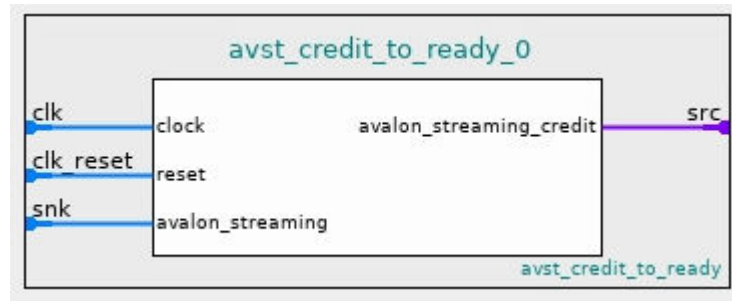 avst_credit_to_ready_0
clk
clock
avalon_streaming_credit
src
clk_reset
reset
snk
avalon_streaming
avst_credit_to_ready